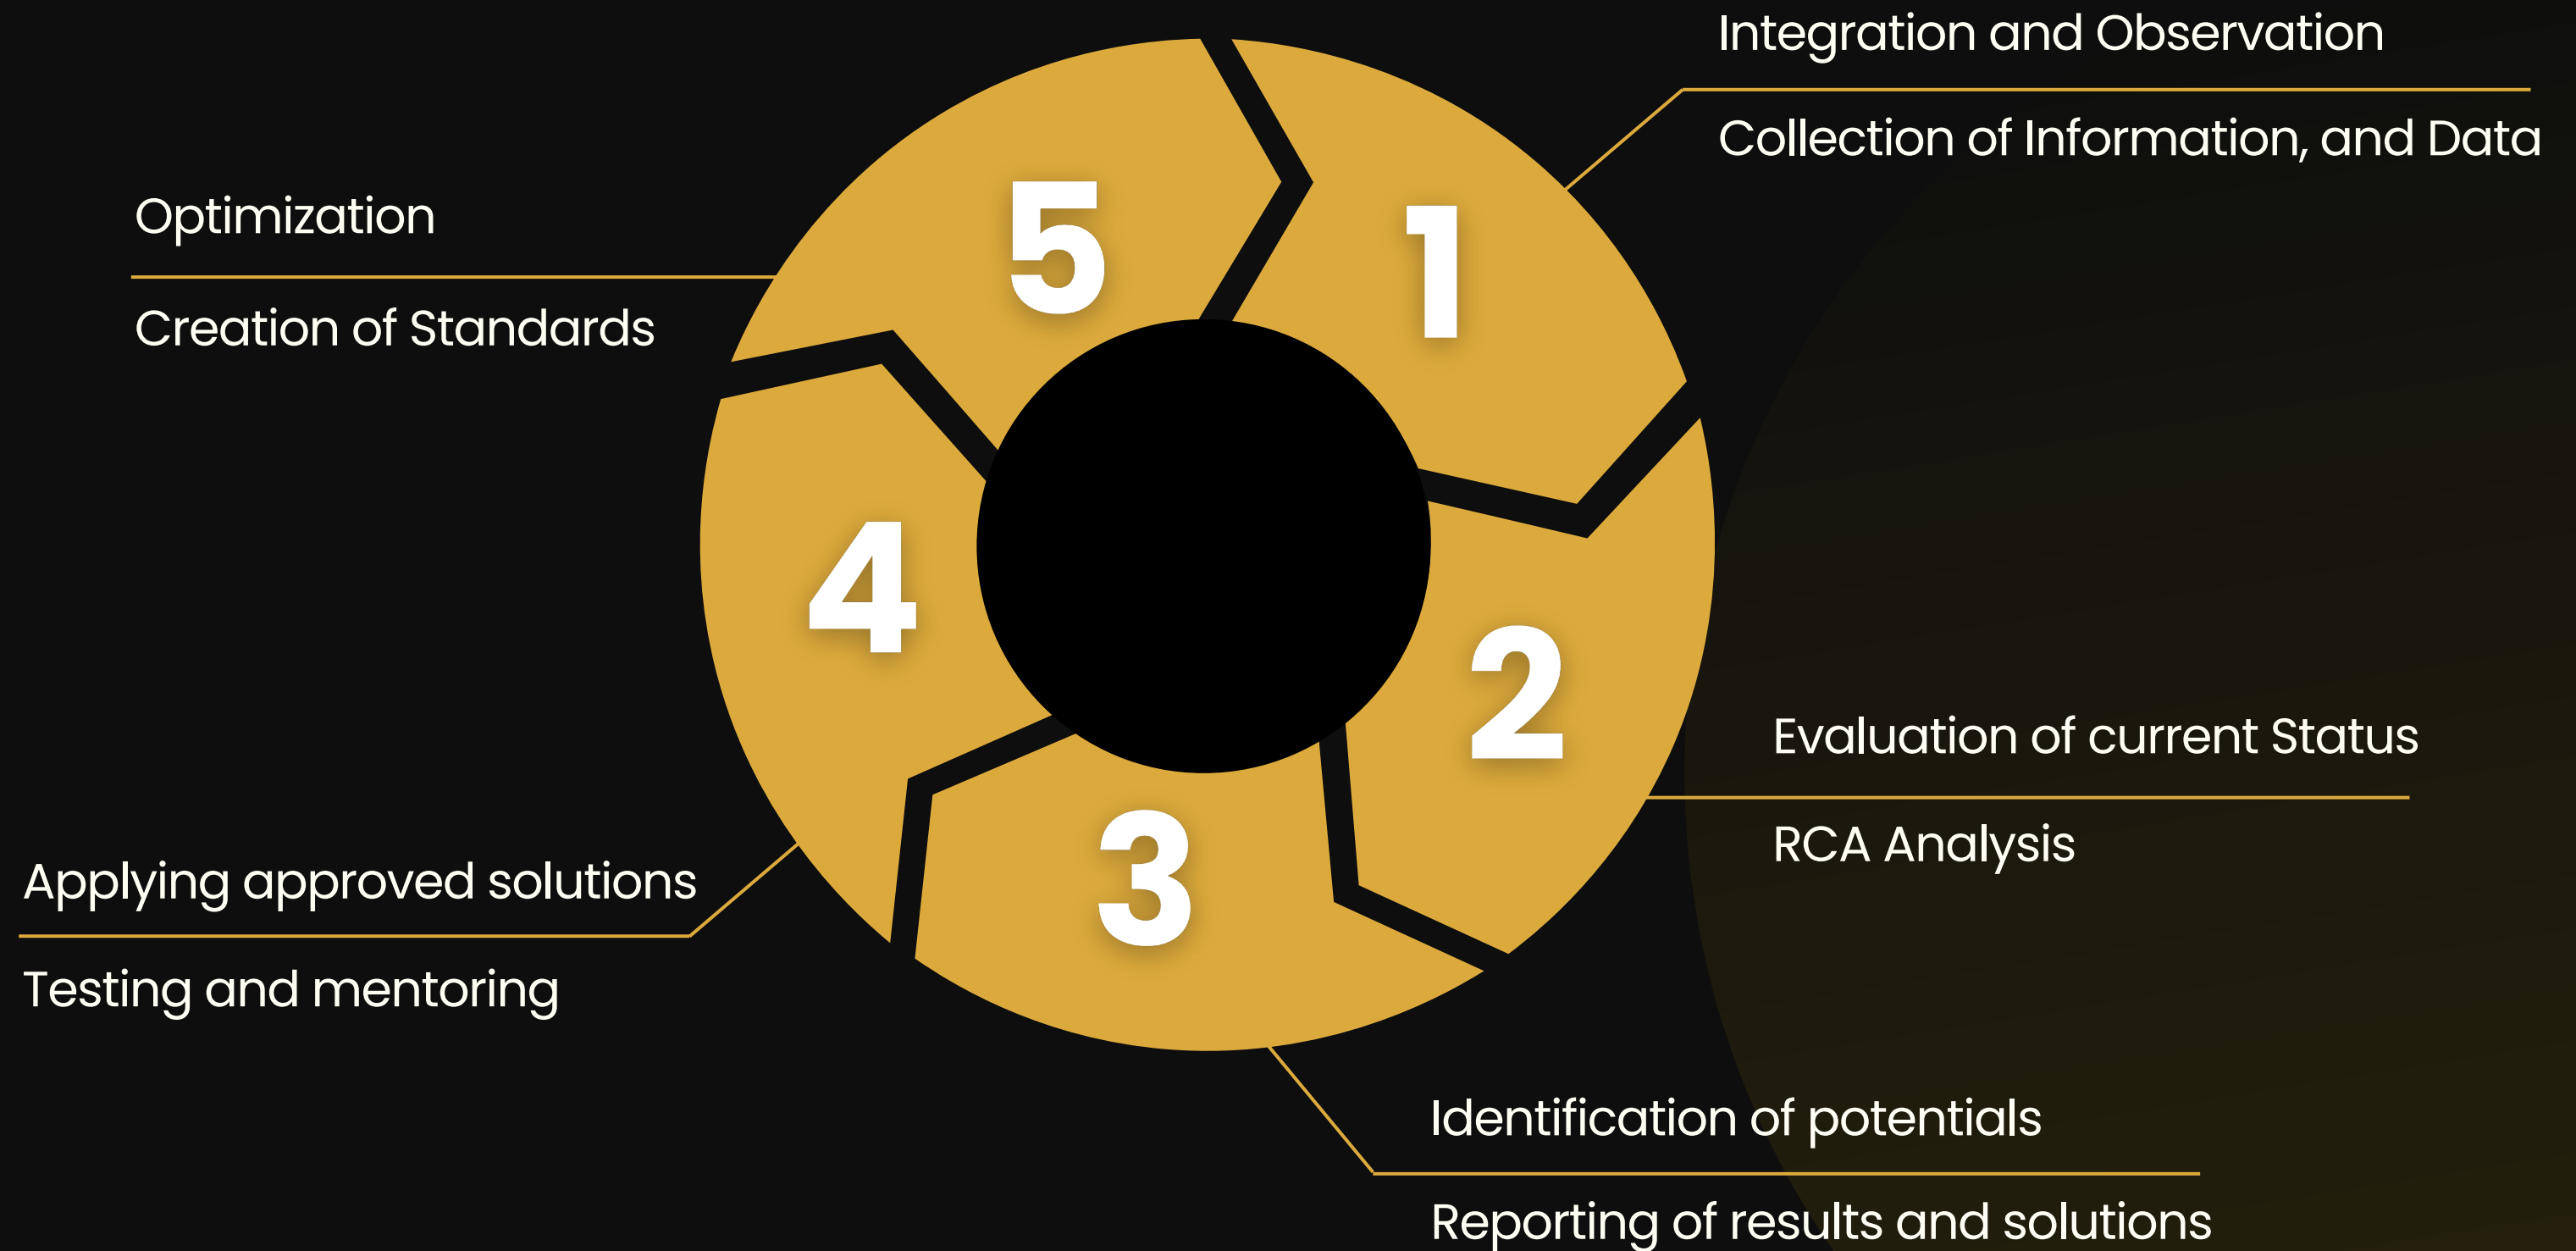 Integration and Observation
Collection of Information, and Data
1
Evaluation of current Status
RCA Analysis
2
Identification of potentials
Reporting of results and solutions
3
Applying approved solutions
Testing and mentoring
4
Optimization
Creation of Standards
5